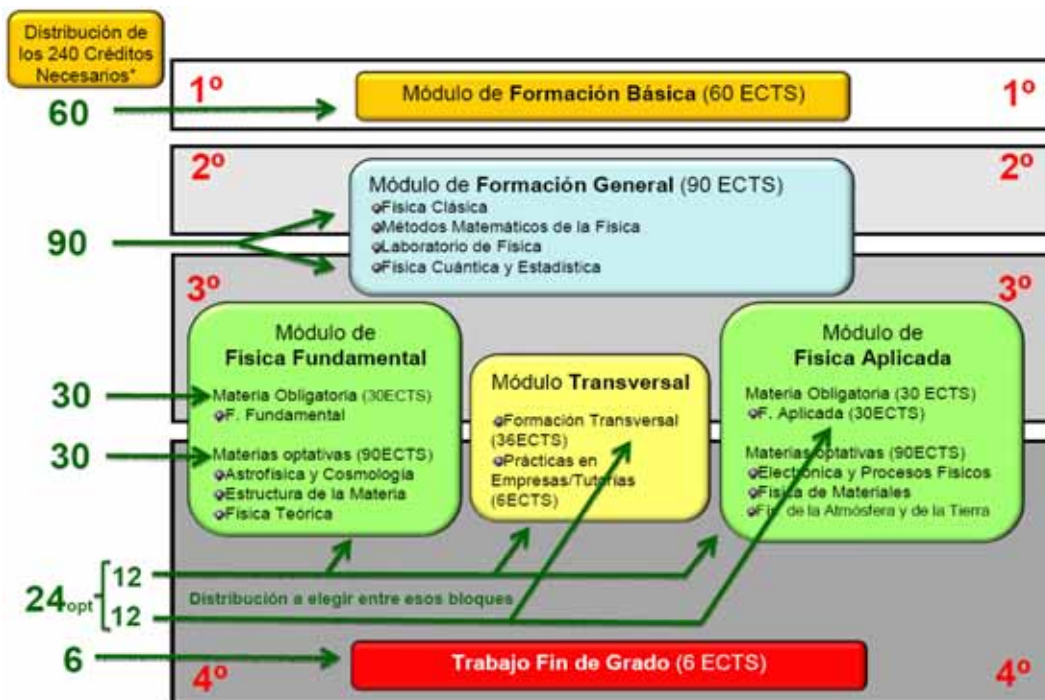 Distribución de
los 240 Créditos
Necesarios*
1º
Módulo de Formación Básica (60 ECTS)
1º
60
2º
2º
Módulo de Formación General (90 ECTS)
Física Clásica
Métodos Matemáticos de la Física
Laboratorio de Física
Física Cuántica y Estadística
90
3º
3º
Módulo de
Física Fundamental
Materia Obligatoria (30ECTS)
F. Fundamental
Materias optativas (90ECTS)
Astrofísica y Cosmología
Estructura de la Materia
Física Teórica
30
30
Módulo Transversal
Formación Transversal
(36ECTS)
Prácticas en
Empresas/Tutorías
(6ECTS)
Módulo de
Física Aplicada
Materia Obligatoria (30 ECTS)
F. Aplicada (30ECTS)
Materias optativas (90ECTS)
Electrónica y Procesos Físicos
Física de Materiales
de la Atmósfera y de la Tierra
24opt
12
12
Distribución a elegir entre esos bloques
6
Trabajo Fin de Grado (6 ECTS)
4º
4º